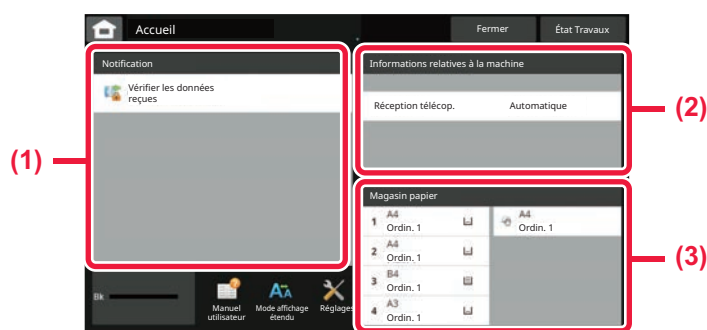 Accueil
Fermer
État Travaux
Notification
Vérifier les données
reçues
Informations relatives à la
machine
Réception télécop.
Automatique
(1)
(2)
Magasin papier
1
A4
Ordin. 1
A4
Ordin. 1
2
A4
Ordin. 1
3
B4
Ordin. 1
4
A3
Ordin. 1
(3)
Bk
Manuel
utilisateur
Mode affichage
étendu
Réglages